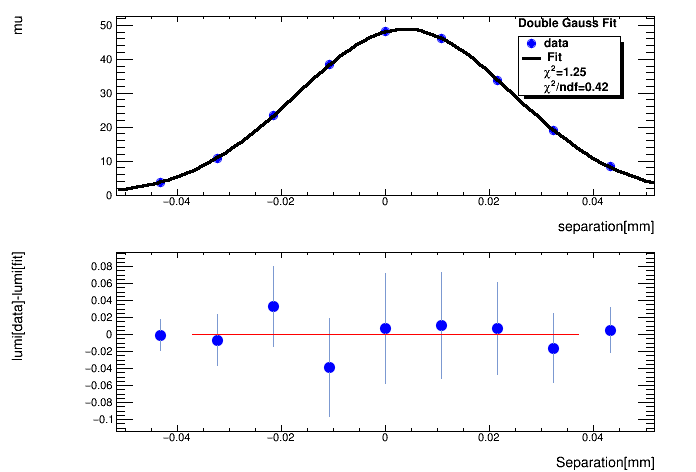 mu
Double Gauss Fit
data
Fit
χ²=1.25
χ²/ndf=0.42
50
40
30
20
10
0
−0.04 −0.02 0 0.02 0.04
separation[mm]
lumi[data]-lumi[fit]
0.08
0.06
0.04
0.02
0
−0.02
−0.04
−0.06
−0.08
−0.1
−0.04 −0.02 0 0.02 0.04
Separation[mm]